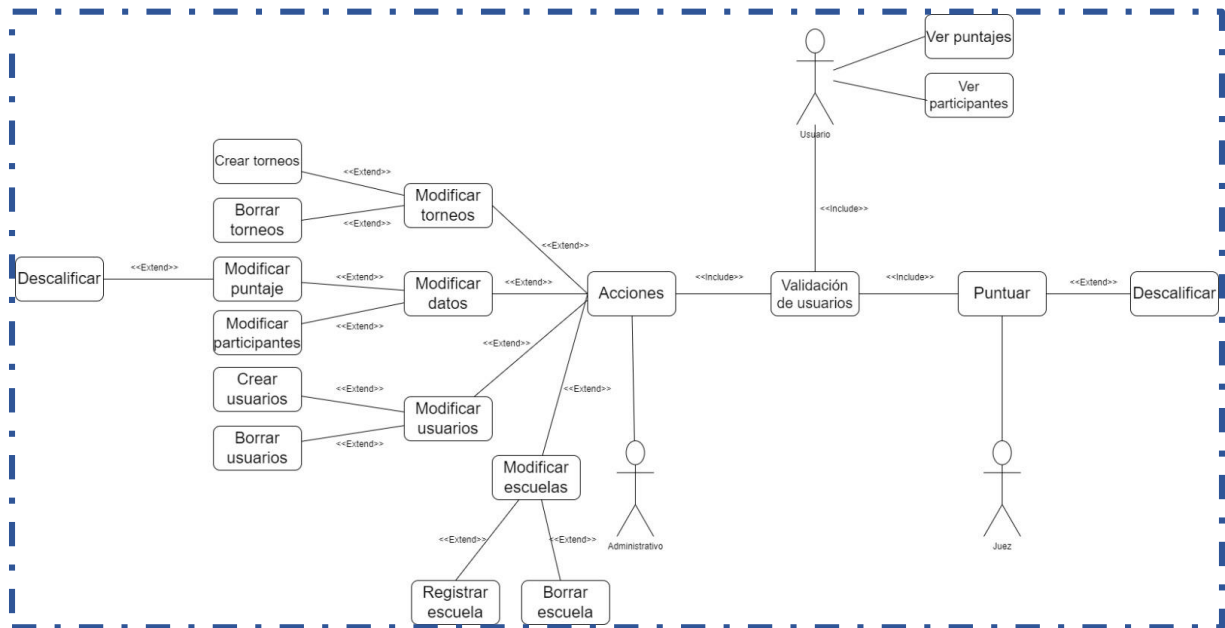 Ver puntajes
Ver
participantes
Usuario
<<Include>>
Crear torneos
<<Extend>>
Modificar
torneos
Borrar
torneos
<<Extend>>
<<Extend>>
Descalificar
<<Extend>>
Modificar
puntaje
<<Extend>>
Modificar
datos
<<Extend>>
Acciones
<<Include>>
Validación
de usuarios
<<Include>>
Puntuar
<<Extend>>
Descalificar
Modificar
participantes
<<Extend>>
<<Extend>>
Crear
usuarios
<<Extend>>
Modificar
usuarios
<<Extend>>
Borrar
usuarios
<<Extend>>
Modificar
escuelas
<<Extend>>
<<Extend>>
Administrativo
Juez
Registrar
escuela
Borrar
escuela